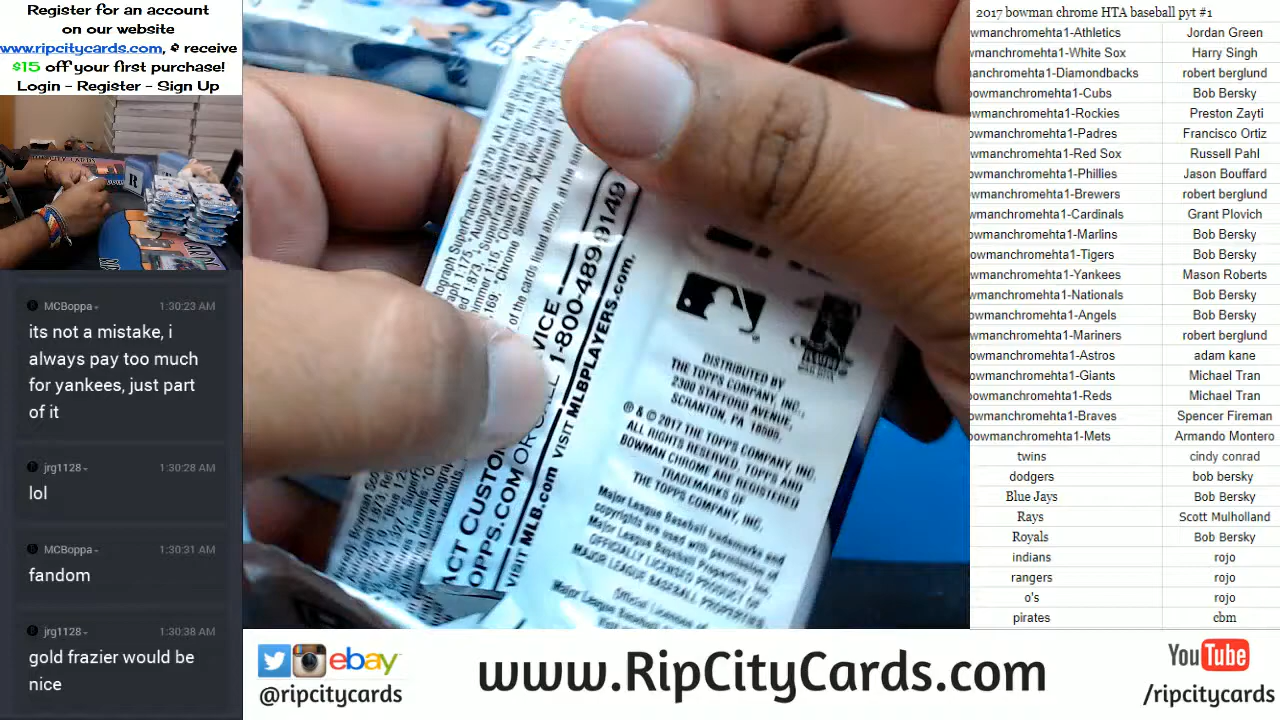 Register for an account
on our website
www.ripcitycards.com, & receive
$15 off your first purchase!
Login - Register - Sign Up
MCBoppa
1:30:23 AM
its not a mistake, i
always pay too much
for yankees, just part
of it
jrg1128
1:30:28 AM
lol
MCBoppa
1:30:31 AM
fandom
jrg1128
1:30:38 AM
gold frazier would be
nice
1-800-489-9149
ACT CUSTO
OPPS.COM OR CALL
VISIT MLB.com VISIT MLBPLAYERS.com.
DISTRIBUTED BY
THE TOPPS COMPANY, INC.,
2300 STAFFORD AVENUE,
SCRANTON, PA 18505.
® & © 2017 THE TOPPS COMPANY, INC.
ALL RIGHTS RESERVED. TOPPS AND
BOWMAN CHROME ARE REGISTERED
TRADEMARKS OF
THE TOPPS COMPANY, INC.
Major League Baseball trademarks and
copyrights are used with permission of
Major League Baseball Properties, Inc.
OFFICIALLY LICENSED PRODUCT OF
MAJOR LEAGUE BASEBALL PROPERTIES,
2017 bowman chrome HTA baseball pyt #1
wmanchromehta1-Athletics Jordan Green
owmanchromehta1-White Sox Harry Singh
manchromehta1-Diamondbacks robert berglund
bowmanchromehta1-Cubs Bob Bersky
owmanchromehta1-Rockies Preston Zayti
owmanchromehta1-Padres Francisco Ortiz
owmanchromehta1-Red Sox Russell Pahl
owmanchromehta1-Phillies Jason Bouffard
owmanchromehta1-Brewers robert berglund
owmanchromehta1-Cardinals Grant Plovich
owmanchromehta1-Marlins Bob Bersky
owmanchromehta1-Tigers Bob Bersky
owmanchromehta1-Yankees Mason Roberts
owmanchromehta1-Nationals Bob Bersky
owmanchromehta1-Angels Bob Bersky
owmanchromehta1-Mariners robert berglund
owmanchromehta1-Astros adam kane
owmanchromehta1-Giants Michael Tran
owmanchromehta1-Reds Michael Tran
owmanchromehta1-Braves Spencer Fireman
bowmanchromehta1-Mets Armando Montero
twins cindy conrad
dodgers bob bersky
Blue Jays Bob Bersky
Rays Scott Mulholland
Royals Bob Bersky
indians rojo
rangers rojo
o's rojo
pirates cbm
ebay
@ripcitycards
www.RipCityCards.com
YouTube
/ripcitycards